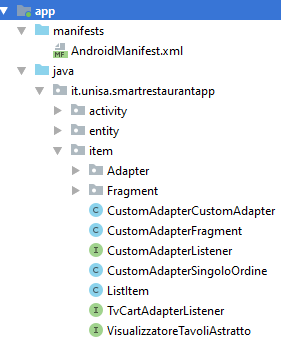 app
manifests
AndroidManifest.xml
java
it.unisa.smartrestaurantapp
activity
entity
item
Adapter
Fragment
CustomAdapterCustomAdapter
CustomAdapterFragment
CustomAdapterListener
CustomAdapterSingoloOrdine
ListItem
TvCartAdapterListener
VisualizzatoreTavoliAstratto